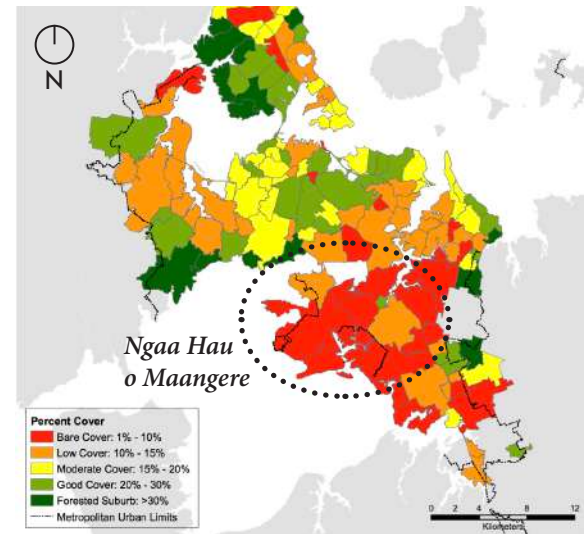 N
Ngaa Hau
o Maangere
Percent Cover
Bare Cover: 1% - 10%
Low Cover: 10% - 15%
Moderate Cover: 15% - 20%
Good Cover: 20% - 30%
Forested Suburb: >30%
Metropolitan Urban Limits
0 2 4 8 12
Kilometers